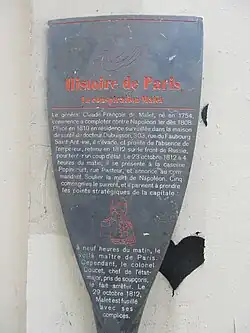 Histoire de Paris
La conspiration Malet
Le général Claude-François de Malet, né en 1754,
commence à comploter contre Napoléon Ier dès 1808.
Placé en 1810 en résidence surveillée dans la maison
de santé du docteur Dubuisson, 303, rue du Faubourg
Saint-Antoine, il s'évade, et profite de l'absence de
l'empereur, retenu en 1812 sur le front de Russie,
pour tenter un coup d'état. Le 23 octobre 1812 à 4
heures du matin, il se présente à la caserne
Popincourt, rue Pasteur, et annonce au com-
mandant Soulier la mort de Napoléon. Cinq
compagnies le suivent, et il parvient à prendre
les points stratégiques de la capitale :
à neuf heures du matin, le
voilà maître de Paris.
Cependant, le colonel
Doucet, chef de l'état-
major, pris de soupçons,
le fait arrêter. Le
29 octobre 1812,
Malet est fusillé
avec ses
complices.